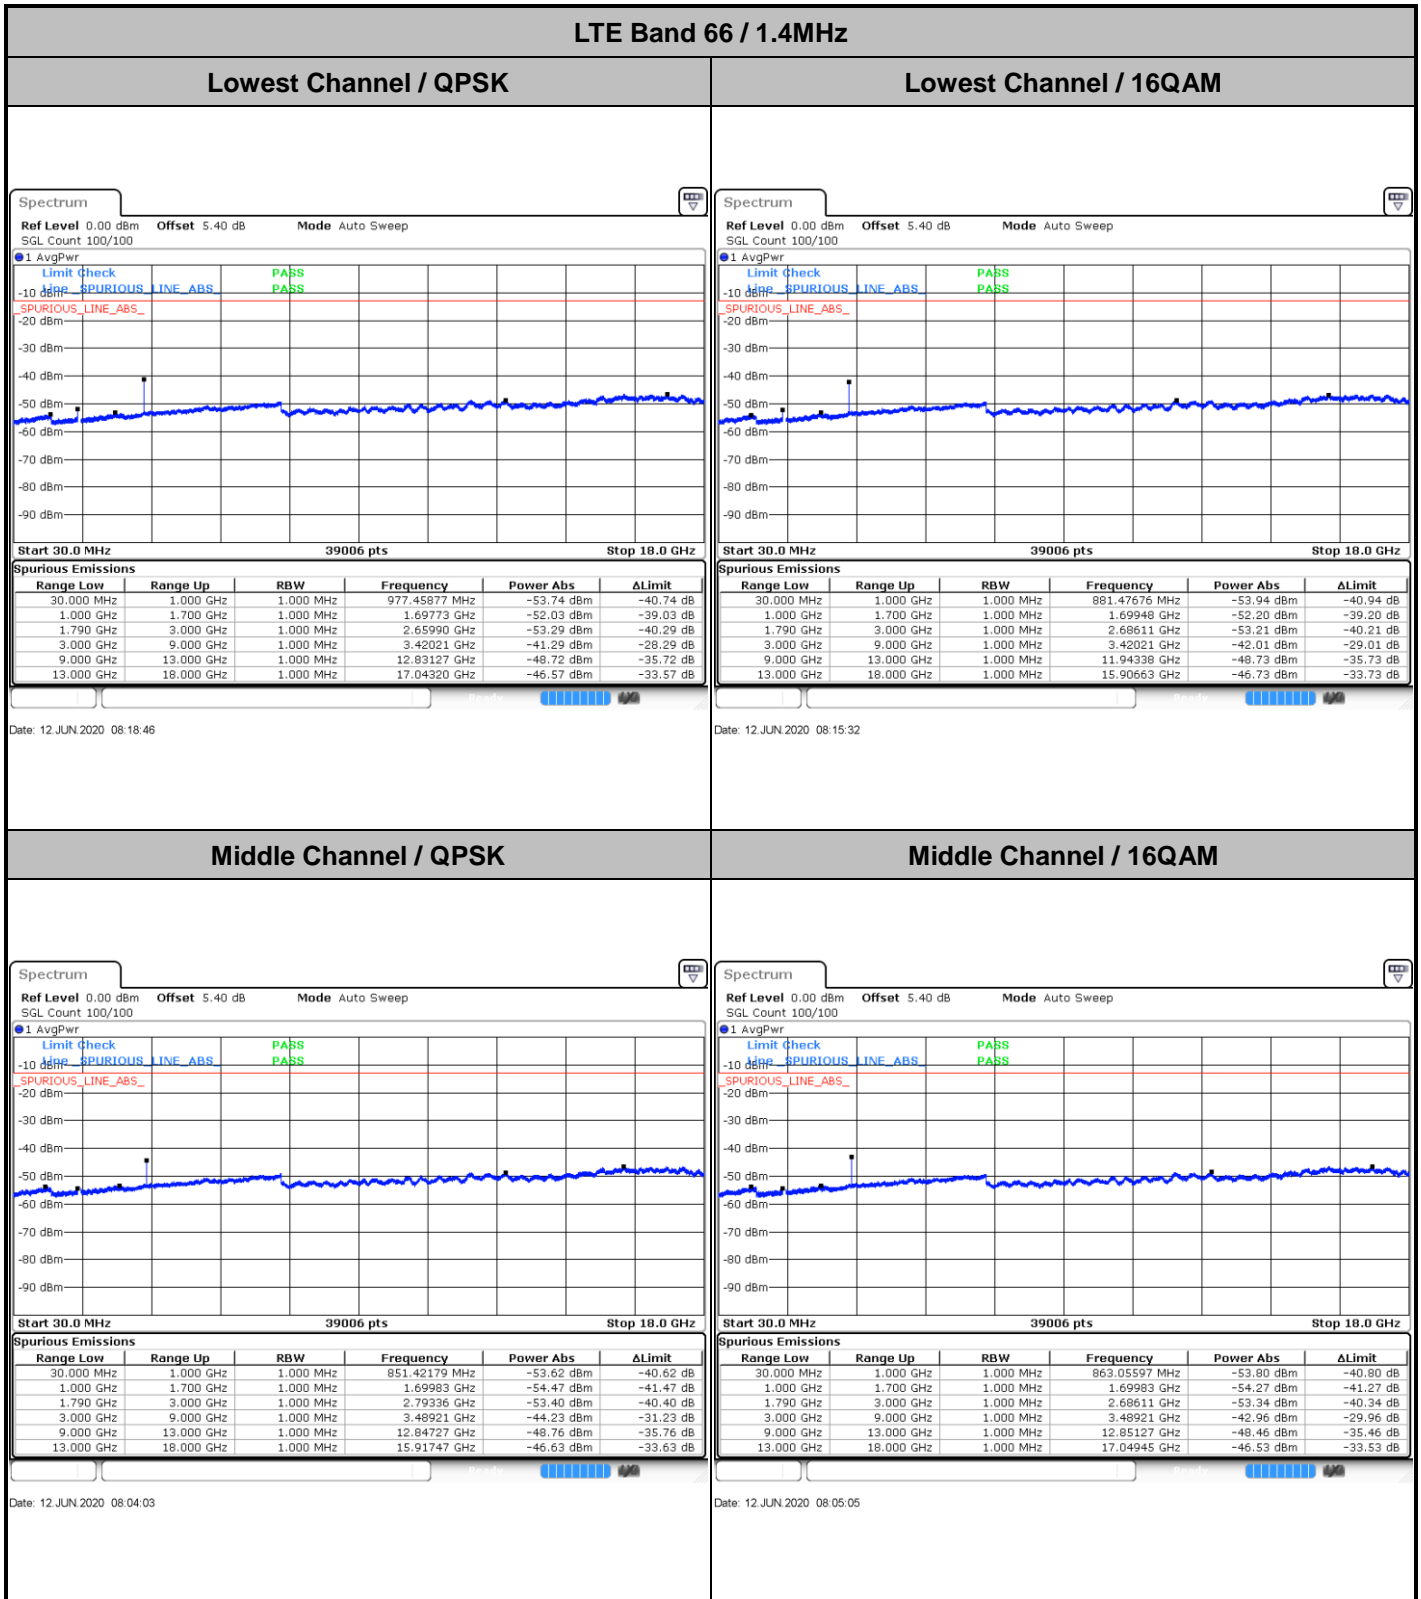 LTE Band 66 / 1.4MHz
Lowest Channel / QPSK
Lowest Channel / 16QAM
Spectrum
Ref Level 0.00 dBm Offset 5.40 dB Mode Auto Sweep
SGL Count 100/100
1 AvgPwr
Limit Check PASS
Line _SPURIOUS_LINE_ABS_ PASS
-10 dBm
_SPURIOUS_LINE_ABS_
-20 dBm
-30 dBm
-40 dBm
-50 dBm
-60 dBm
-70 dBm
-80 dBm
-90 dBm
Start 30.0 MHz 39006 pts Stop 18.0 GHz
Spurious Emissions
Range Low Range Up RBW Frequency Power Abs ΔLimit
30.000 MHz 1.000 GHz 1.000 MHz 977.45877 MHz -53.74 dBm -40.74 dB
1.000 GHz 1.700 GHz 1.000 MHz 1.69773 GHz -52.03 dBm -39.03 dB
1.790 GHz 3.000 GHz 1.000 MHz 2.65990 GHz -53.29 dBm -40.29 dB
3.000 GHz 9.000 GHz 1.000 MHz 3.42021 GHz -41.29 dBm -28.29 dB
9.000 GHz 13.000 GHz 1.000 MHz 12.83127 GHz -48.72 dBm -35.72 dB
13.000 GHz 18.000 GHz 1.000 MHz 17.04320 GHz -46.57 dBm -33.57 dB
Date: 12.JUN.2020 08:18:46
Spectrum
Ref Level 0.00 dBm Offset 5.40 dB Mode Auto Sweep
SGL Count 100/100
1 AvgPwr
Limit Check PASS
Line _SPURIOUS_LINE_ABS_ PASS
-10 dBm
_SPURIOUS_LINE_ABS_
-20 dBm
-30 dBm
-40 dBm
-50 dBm
-60 dBm
-70 dBm
-80 dBm
-90 dBm
Start 30.0 MHz 39006 pts Stop 18.0 GHz
Spurious Emissions
Range Low Range Up RBW Frequency Power Abs ΔLimit
30.000 MHz 1.000 GHz 1.000 MHz 881.47676 MHz -53.94 dBm -40.94 dB
1.000 GHz 1.700 GHz 1.000 MHz 1.69948 GHz -52.20 dBm -39.20 dB
1.790 GHz 3.000 GHz 1.000 MHz 2.68611 GHz -53.21 dBm -40.21 dB
3.000 GHz 9.000 GHz 1.000 MHz 3.42021 GHz -42.01 dBm -29.01 dB
9.000 GHz 13.000 GHz 1.000 MHz 11.94338 GHz -48.73 dBm -35.73 dB
13.000 GHz 18.000 GHz 1.000 MHz 15.90663 GHz -46.73 dBm -33.73 dB
Date: 12.JUN.2020 08:15:32
Middle Channel / QPSK
Middle Channel / 16QAM
Spectrum
Ref Level 0.00 dBm Offset 5.40 dB Mode Auto Sweep
SGL Count 100/100
1 AvgPwr
Limit Check PASS
Line _SPURIOUS_LINE_ABS_ PASS
-10 dBm
_SPURIOUS_LINE_ABS_
-20 dBm
-30 dBm
-40 dBm
-50 dBm
-60 dBm
-70 dBm
-80 dBm
-90 dBm
Start 30.0 MHz 39006 pts Stop 18.0 GHz
Spurious Emissions
Range Low Range Up RBW Frequency Power Abs ΔLimit
30.000 MHz 1.000 GHz 1.000 MHz 851.42179 MHz -53.62 dBm -40.62 dB
1.000 GHz 1.700 GHz 1.000 MHz 1.69983 GHz -54.47 dBm -41.47 dB
1.790 GHz 3.000 GHz 1.000 MHz 2.79336 GHz -53.40 dBm -40.40 dB
3.000 GHz 9.000 GHz 1.000 MHz 3.48921 GHz -44.23 dBm -31.23 dB
9.000 GHz 13.000 GHz 1.000 MHz 12.84727 GHz -48.76 dBm -35.76 dB
13.000 GHz 18.000 GHz 1.000 MHz 15.91747 GHz -46.63 dBm -33.63 dB
Date: 12.JUN.2020 08:04:03
Spectrum
Ref Level 0.00 dBm Offset 5.40 dB Mode Auto Sweep
SGL Count 100/100
1 AvgPwr
Limit Check PASS
Line _SPURIOUS_LINE_ABS_ PASS
-10 dBm
_SPURIOUS_LINE_ABS_
-20 dBm
-30 dBm
-40 dBm
-50 dBm
-60 dBm
-70 dBm
-80 dBm
-90 dBm
Start 30.0 MHz 39006 pts Stop 18.0 GHz
Spurious Emissions
Range Low Range Up RBW Frequency Power Abs ΔLimit
30.000 MHz 1.000 GHz 1.000 MHz 863.05597 MHz -53.80 dBm -40.80 dB
1.000 GHz 1.700 GHz 1.000 MHz 1.69983 GHz -54.27 dBm -41.27 dB
1.790 GHz 3.000 GHz 1.000 MHz 2.68611 GHz -53.34 dBm -40.34 dB
3.000 GHz 9.000 GHz 1.000 MHz 3.48921 GHz -42.96 dBm -29.96 dB
9.000 GHz 13.000 GHz 1.000 MHz 12.85127 GHz -48.46 dBm -35.46 dB
13.000 GHz 18.000 GHz 1.000 MHz 17.04945 GHz -46.53 dBm -33.53 dB
Date: 12.JUN.2020 08:05:05